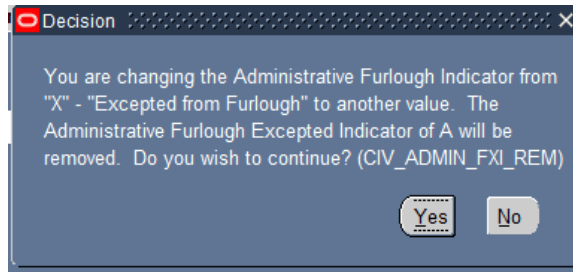 Decision
You are changing the Administrative Furlough Indicator from
"X" - "Excepted from Furlough" to another value.  The
Administrative Furlough Excepted Indicator of A will be
removed.  Do you wish to continue? (CIV_ADMIN_FXI_REM)
Yes No